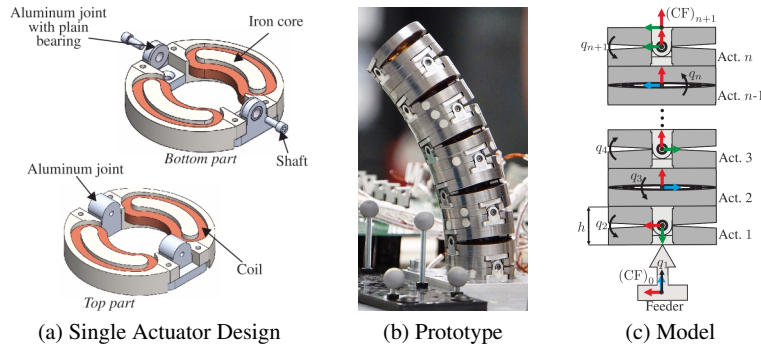 Aluminum joint
with plain
bearing
Iron core
Bottom part
Shaft
Aluminum joint
Coil
Top part
(a) Single Actuator Design
(b) Prototype
(CF)n+1
qn+1
Act. n
qn
Act. n-1
q4
Act. 3
q3
Act. 2
h
q2
Act. 1
q1
(CF)0
Feeder
(c) Model